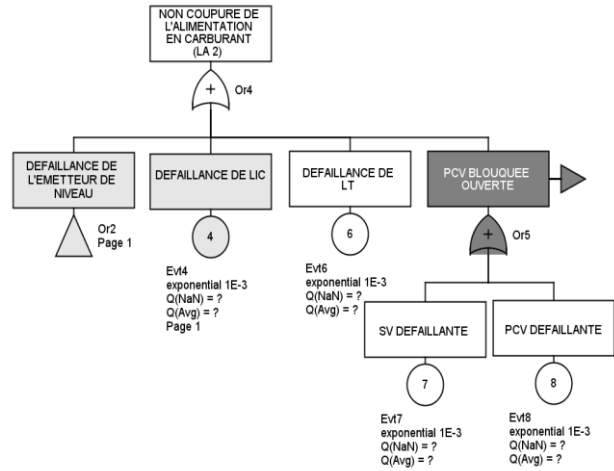 NON COUPURE DE
L'ALIMENTATION
EN CARBURANT
(LA 2)
+
Or4
DEFAILLANCE DE
L'EMETTEUR DE
NIVEAU
DEFAILLANCE DE LIC
DEFAILLANCE DE
LT
PCV BLOUQUEE
OUVERTE
Or2
Page 1
4
Evt4
exponential 1E-3
Q(NaN) = ?
Q(Avg) = ?
Page 1
6
Evt6
exponential 1E-3
Q(NaN) = ?
Q(Avg) = ?
+
Or5
SV DEFAILLANTE
PCV DEFAILLANTE
7
Evt7
exponential 1E-3
Q(NaN) = ?
Q(Avg) = ?
8
Evt8
exponential 1E-3
Q(NaN) = ?
Q(Avg) = ?